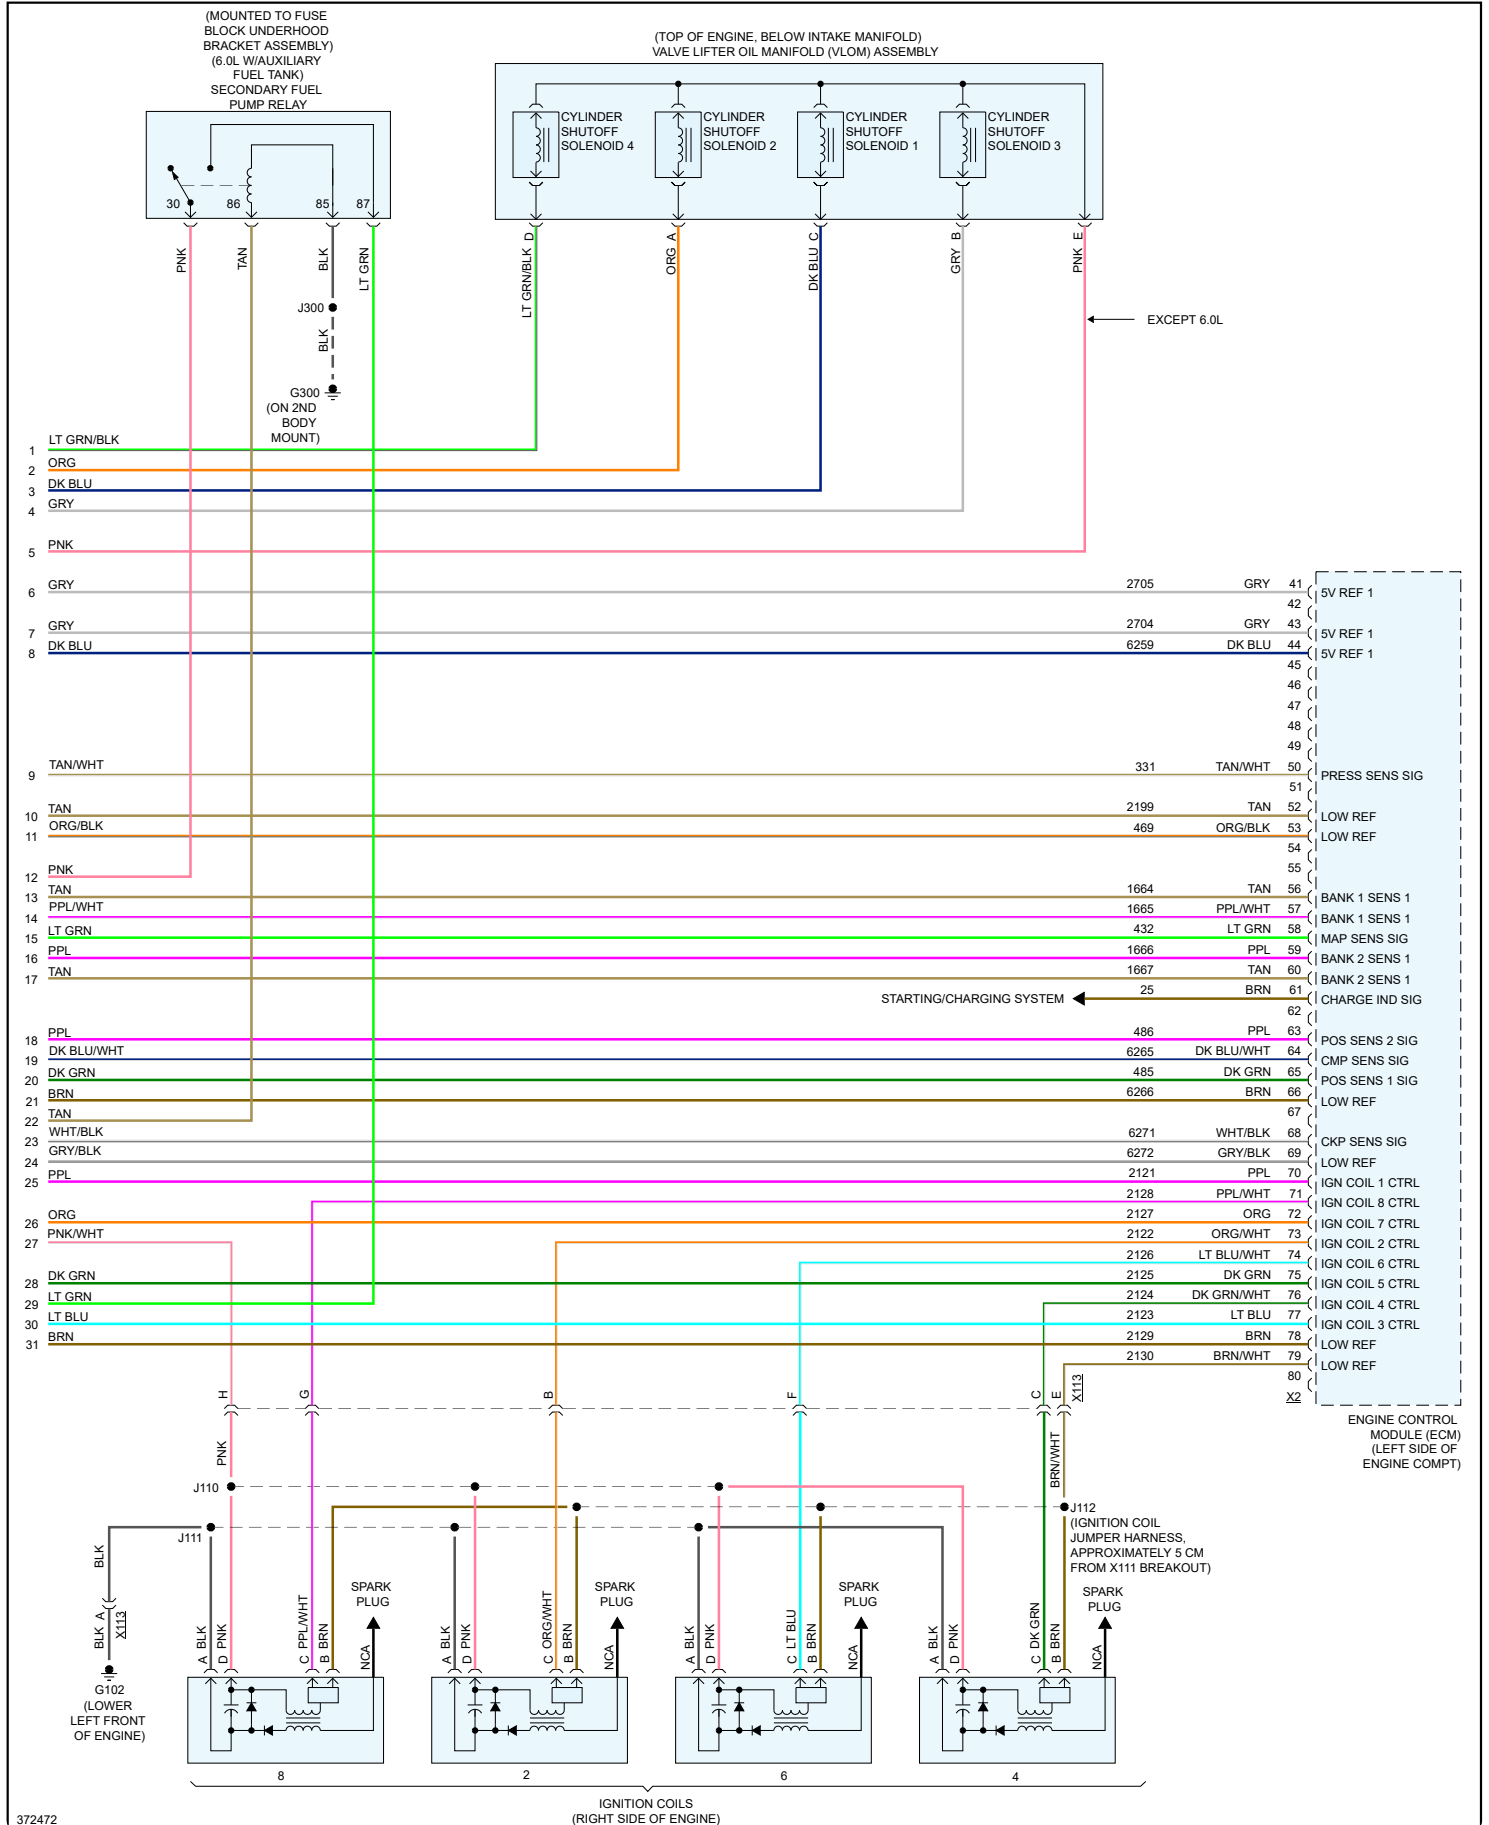 (MOUNTED TO FUSE
BLOCK UNDERHOOD
BRACKET ASSEMBLY)
(6.0L W/AUXILIARY
FUEL TANK)
SECONDARY FUEL
PUMP RELAY
30
86
85
87
PNK
TAN
BLK
LT GRN
J300
BLK
G300
(ON 2ND
BODY
MOUNT)
(TOP OF ENGINE, BELOW INTAKE MANIFOLD)
VALVE LIFTER OIL MANIFOLD (VLOM) ASSEMBLY
CYLINDER
SHUTOFF
SOLENOID 4
CYLINDER
SHUTOFF
SOLENOID 2
CYLINDER
SHUTOFF
SOLENOID 1
CYLINDER
SHUTOFF
SOLENOID 3
LT GRN/BLK D
ORG A
DK BLU C
GRY B
PNK E
EXCEPT 6.0L
1 LT GRN/BLK
2 ORG
3 DK BLU
4 GRY
5 PNK
6 GRY 2705 GRY 41 5V REF 1
42
7 GRY 2704 GRY 43 5V REF 1
8 DK BLU 6259 DK BLU 44 5V REF 1
45
46
47
48
49
9 TAN/WHT 331 TAN/WHT 50 PRESS SENS SIG
51
10 TAN 2199 TAN 52 LOW REF
11 ORG/BLK 469 ORG/BLK 53 LOW REF
54
55
12 PNK
13 TAN 1664 TAN 56 BANK 1 SENS 1
14 PPL/WHT 1665 PPL/WHT 57 BANK 1 SENS 1
15 LT GRN 432 LT GRN 58 MAP SENS SIG
16 PPL 1666 PPL 59 BANK 2 SENS 1
17 TAN 1667 TAN 60 BANK 2 SENS 1
STARTING/CHARGING SYSTEM 25 BRN 61 CHARGE IND SIG
62
18 PPL 486 PPL 63 POS SENS 2 SIG
19 DK BLU/WHT 6265 DK BLU/WHT 64 CMP SENS SIG
20 DK GRN 485 DK GRN 65 POS SENS 1 SIG
21 BRN 6266 BRN 66 LOW REF
22 TAN 67
23 WHT/BLK 6271 WHT/BLK 68 CKP SENS SIG
24 GRY/BLK 6272 GRY/BLK 69 LOW REF
25 PPL 2121 PPL 70 IGN COIL 1 CTRL
2128 PPL/WHT 71 IGN COIL 8 CTRL
26 ORG 2127 ORG 72 IGN COIL 7 CTRL
27 PNK/WHT 2122 ORG/WHT 73 IGN COIL 2 CTRL
2126 LT BLU/WHT 74 IGN COIL 6 CTRL
28 DK GRN 2125 DK GRN 75 IGN COIL 5 CTRL
29 LT GRN 2124 DK GRN/WHT 76 IGN COIL 4 CTRL
30 LT BLU 2123 LT BLU 77 IGN COIL 3 CTRL
31 BRN 2129 BRN 78 LOW REF
2130 BRN/WHT 79 LOW REF
80
X2
ENGINE CONTROL
MODULE (ECM)
(LEFT SIDE OF
ENGINE COMPT)
H
G
B
F
C
E
X113
PNK
BRN/WHT
J110
J111
J112
(IGNITION COIL
JUMPER HARNESS,
APPROXIMATELY 5 CM
FROM X111 BREAKOUT)
BLK
BLK A
X113
G102
(LOWER
LEFT FRONT
OF ENGINE)
A BLK
D PNK
C PPL/WHT
B BRN
NCA
SPARK
PLUG
A BLK
D PNK
C ORG/WHT
B BRN
NCA
SPARK
PLUG
A BLK
D PNK
C LT BLU
B BRN
NCA
SPARK
PLUG
A BLK
D PNK
C DK GRN
B BRN
NCA
SPARK
PLUG
8
2
6
4
IGNITION COILS
(RIGHT SIDE OF ENGINE)
372472